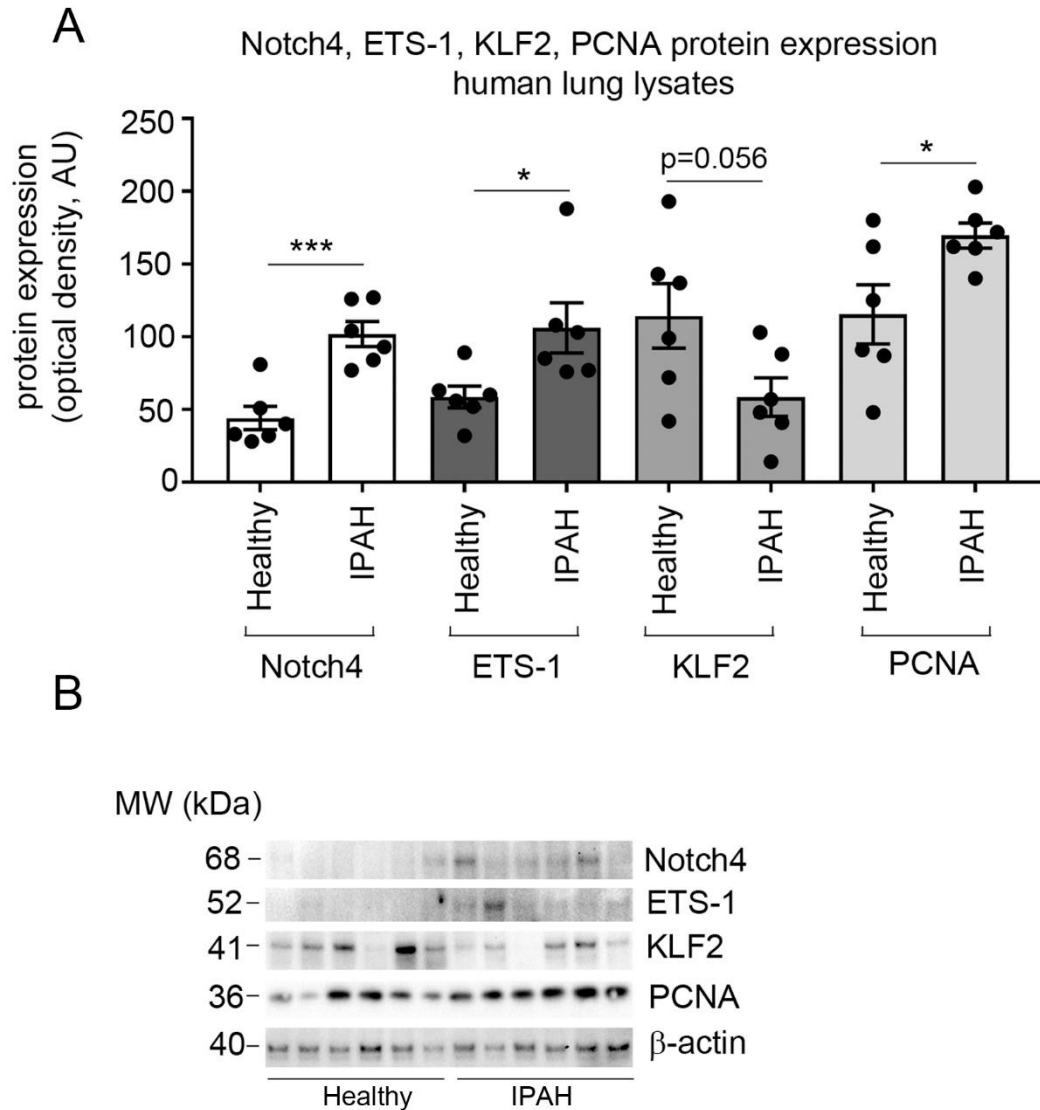 A
Notch4, ETS-1, KLF2, PCNA protein expression
human lung lysates
protein expression
(optical density, AU)
250
200
150
100
50
0
***
*
p=0.056
*
Healthy
IPAH
Healthy
IPAH
Healthy
IPAH
Healthy
IPAH
Notch4
ETS-1
KLF2
PCNA
B
MW (kDa)
68 Notch4
52 ETS-1
41 KLF2
36 PCNA
40 β-actin
Healthy IPAH